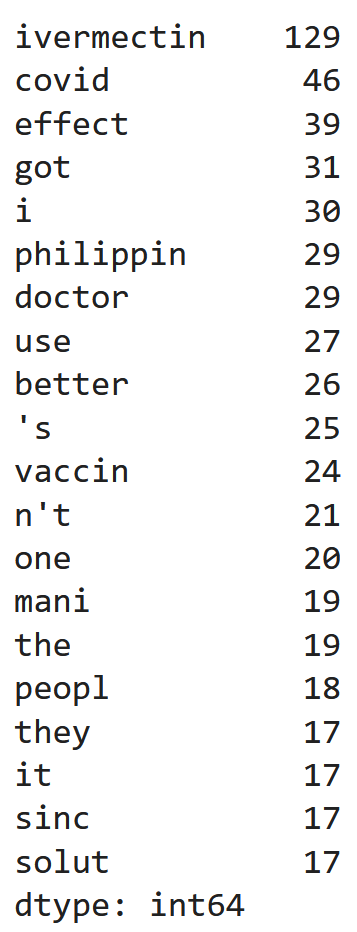 ivermectin 129
covid 46
effect 39
got 31
i 30
philippin 29
doctor 29
use 27
better 26
's 25
vaccin 24
n't 21
one 20
mani 19
the 19
peopl 18
they 17
it 17
sinc 17
solut 17
dtype: int64